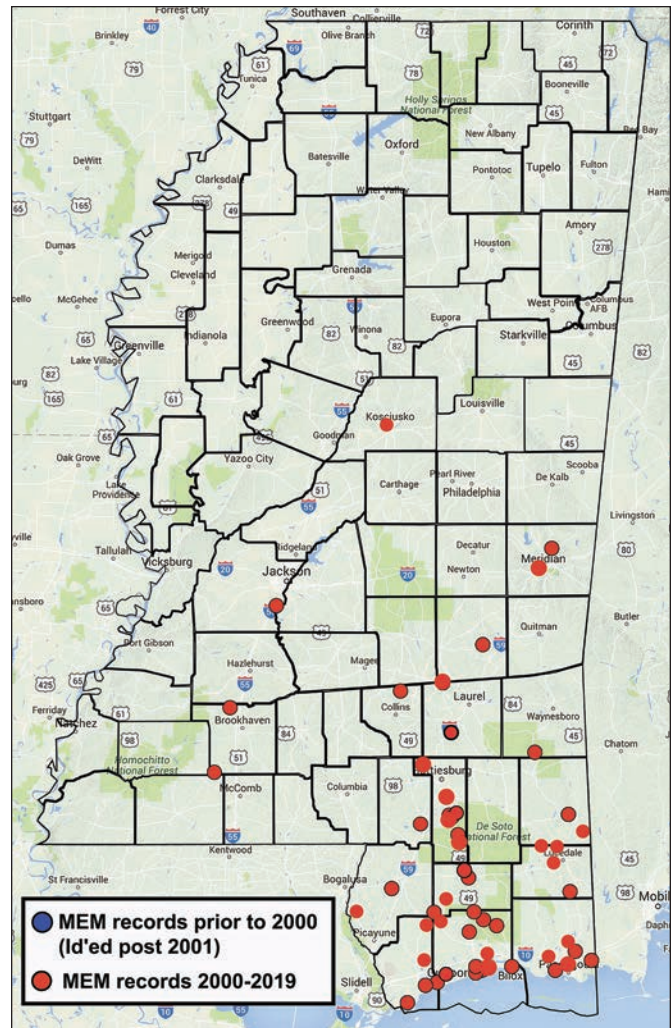 Forrest City
Southaven
Collierville
Brinkley
Olive Branch
Corinth
Tunica
Booneville
Stuttgart
Holly Springs
National Forest
New Albany
Oxford
DeWitt
Batesville
Pontotoc
Tupelo
Fulton
Clarksdale
Amory
Dumas
Houston
Merigold
Cleveland
Grenada
McGehee
West Point
Columbus
AFB
Greenwood
Winona
Eupora
Indianola
Starkville
Columbus
Greenville
Lake Village
Kosciusko
Louisville
Goodman
Oak Grove
Yazoo City
Scooba
Lake
Providence
Carthage
Pearl River
Philadelphia
De Kalb
Livingston
Tallulah
Vicksburg
Ridgeland
Decatur
Meridian
Jackson
Newton
Butler
Port Gibson
Quitman
Hazlehurst
Magee
Ferriday
Natchez
Collins
Laurel
Brookhaven
Waynesboro
Chatom
Homochitto
National Forest
McComb
Columbia
De Soto
National Forest
Kentwood
St Francisville
Bogalusa
Picayune
Slidell
Biloxi
MEM records prior to 2000
(Id'ed post 2001)
MEM records 2000-2019